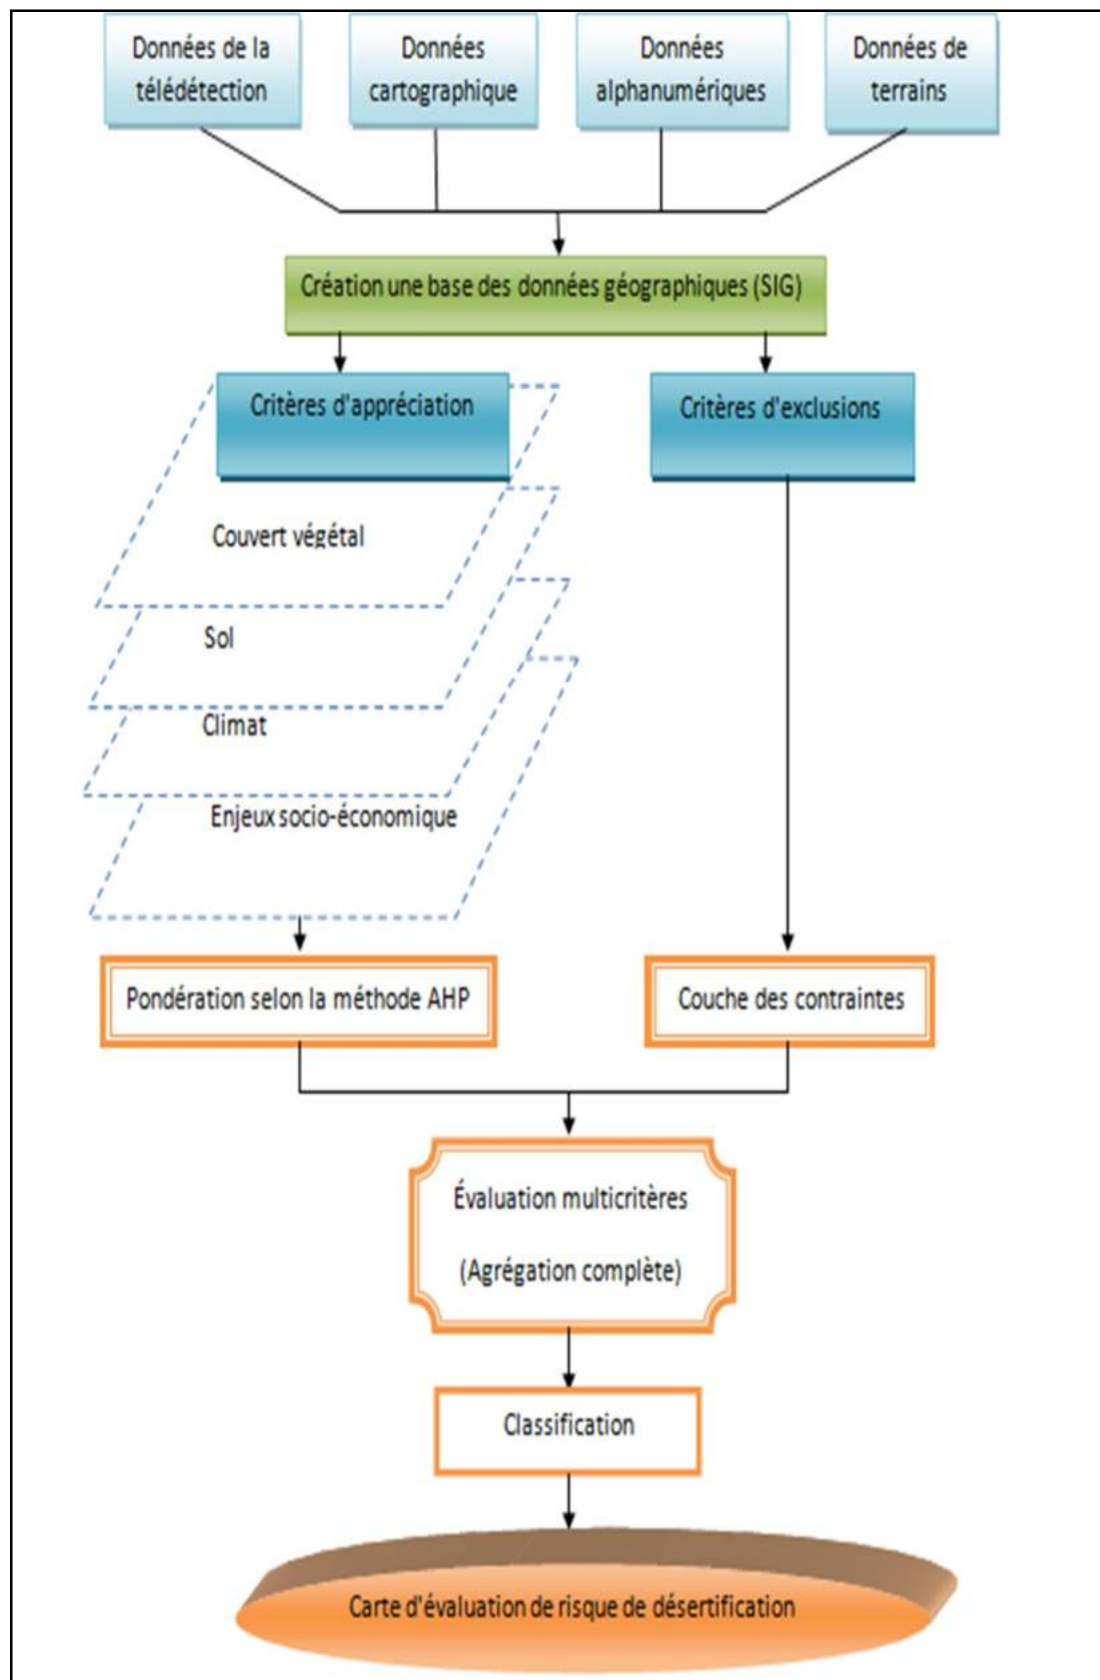 Données de la
télédétection
Données
cartographique
Données
alphanumériques
Données de
terrains
Création une base des données géographiques (SIG)
Critères d'appréciation
Critères d'exclusions
Couvert végétal
Sol
Climat
Enjeux socio-économique
Pondération selon la méthode AHP
Couche des contraintes
Évaluation multicritères
(Agrégation complète)
Classification
Carte d'évaluation de risque de désertification